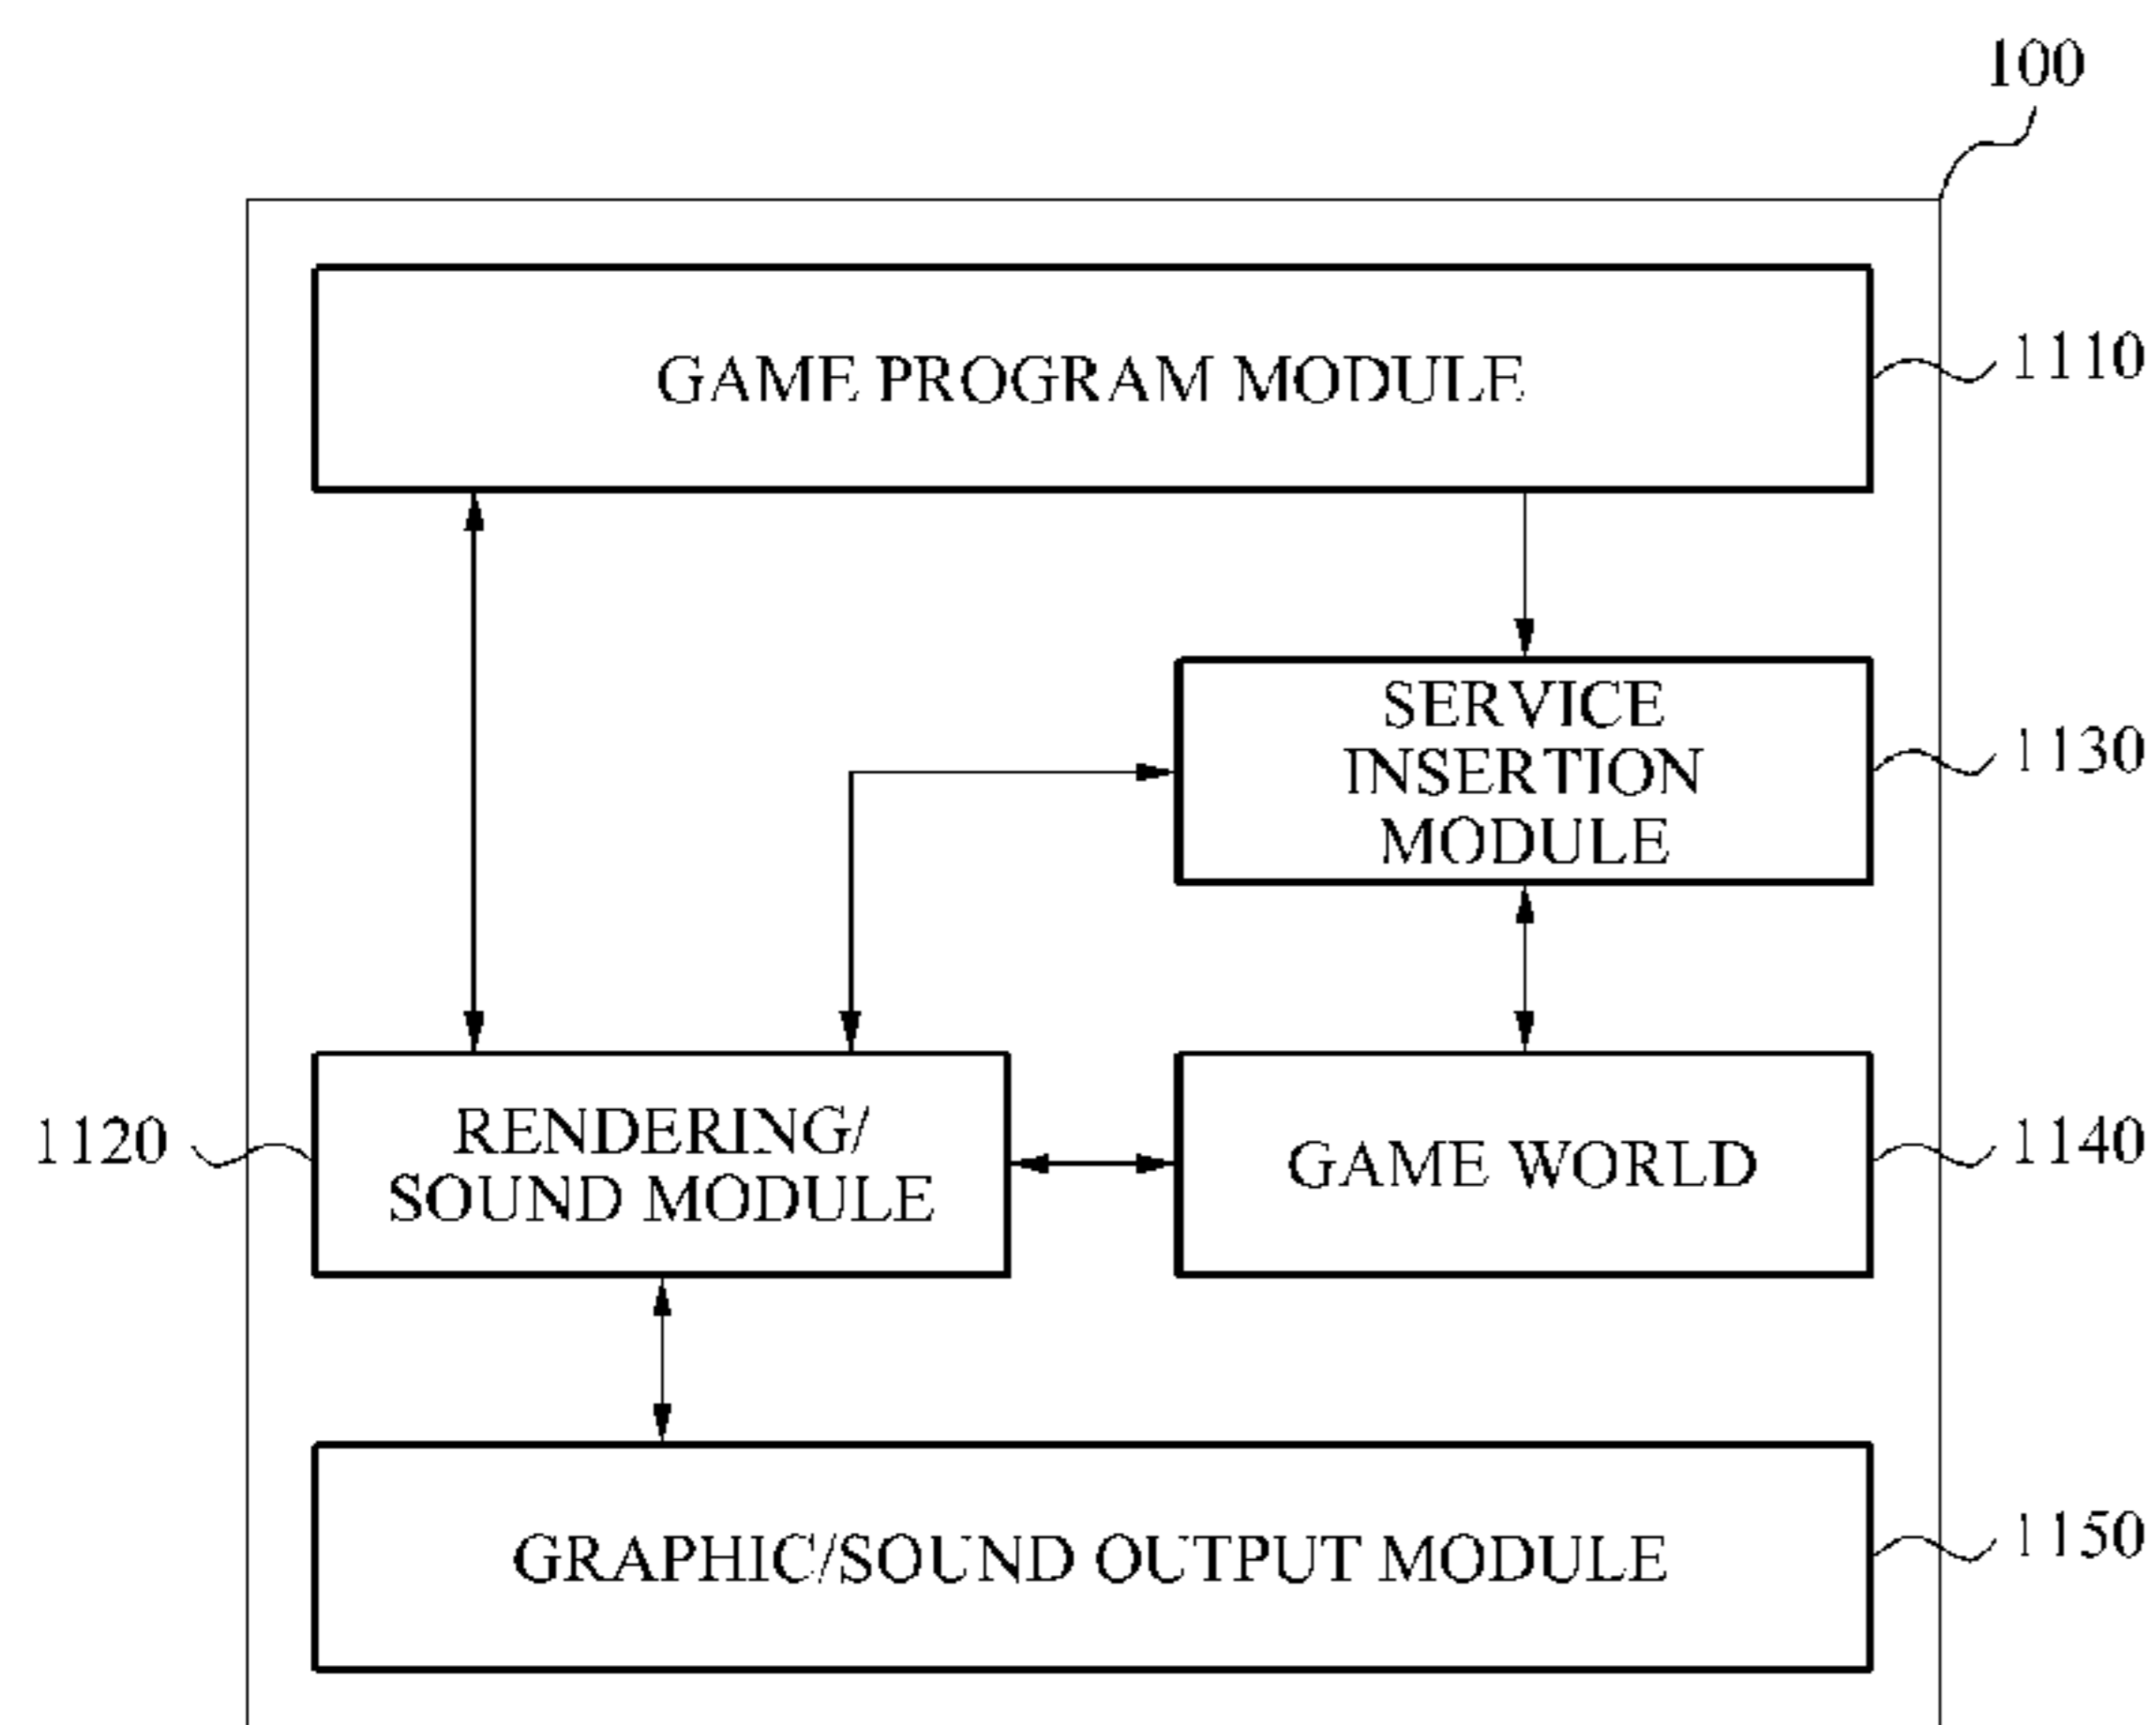 100
GAME PROGRAM MODULE
1110
SERVICE
INSERTION
MODULE
1130
1120
RENDERING/
SOUND MODULE
GAME WORLD
1140
GRAPHIC/SOUND OUTPUT MODULE
1150